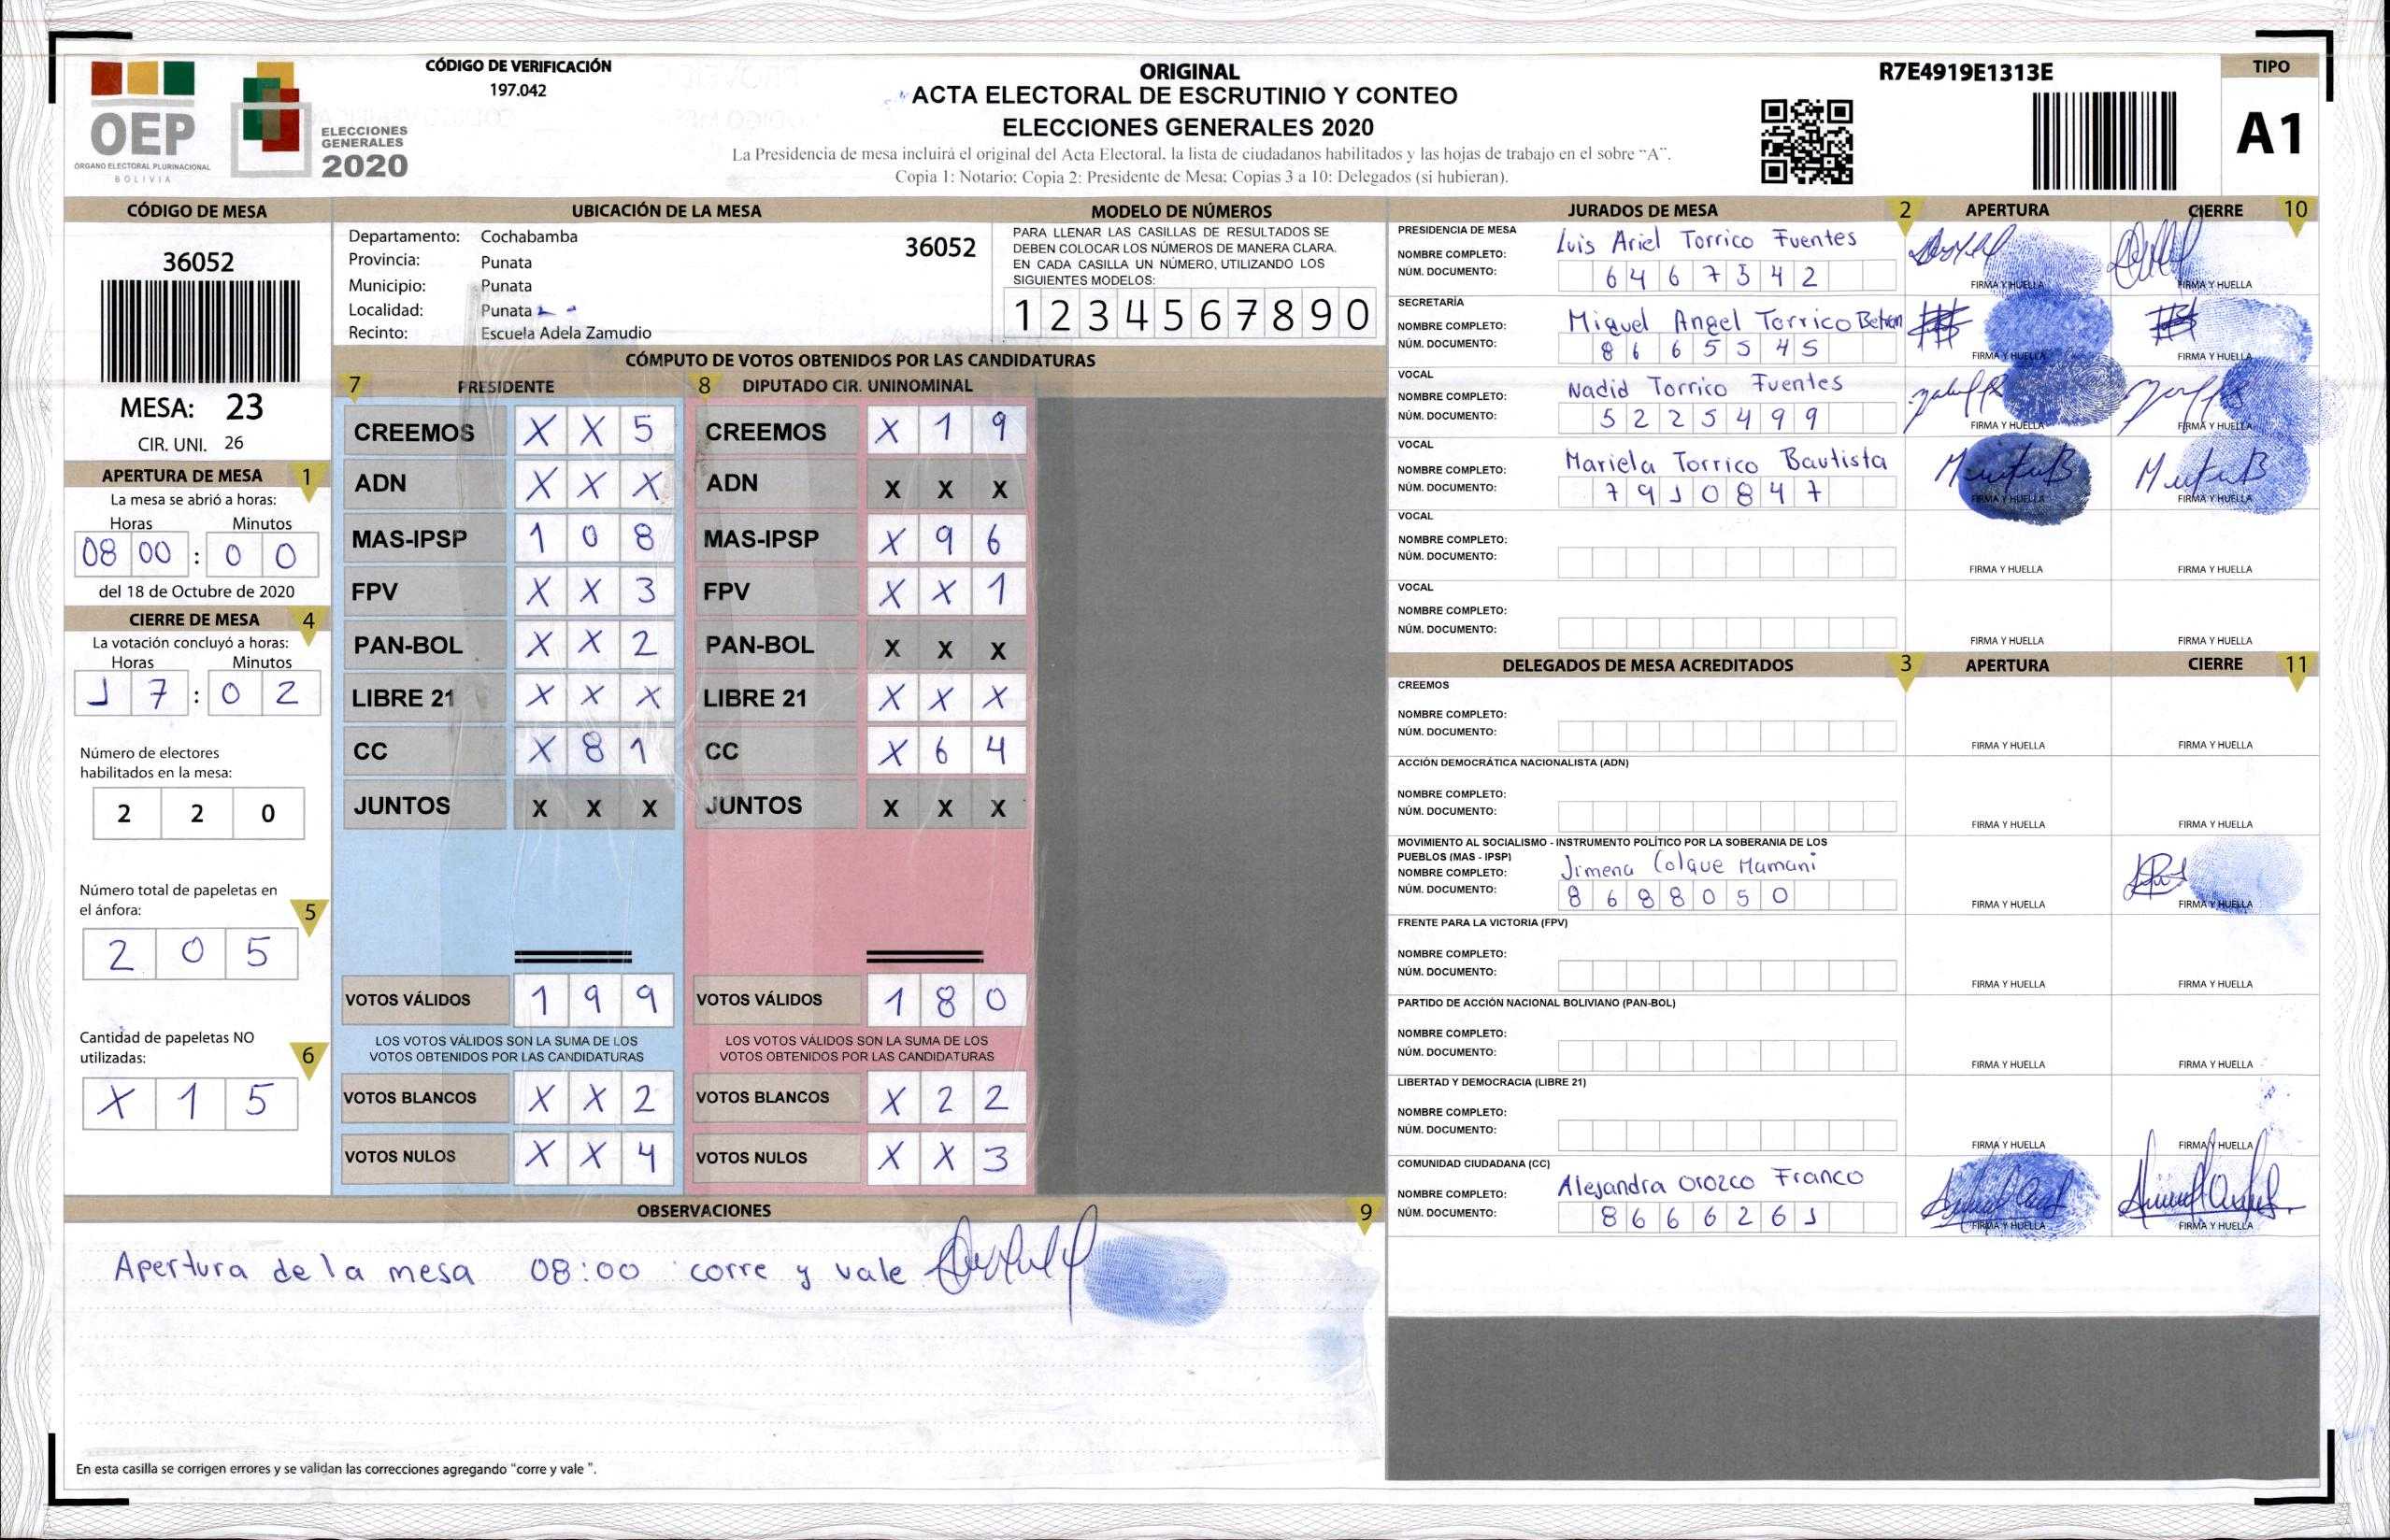 OEP
ÓRGANO ELECTORAL PLURINACIONAL
BOLIVIA
ELECCIONES
GENERALES
2020
CÓDIGO DE VERIFICACIÓN
197.042
ORIGINAL
ACTA ELECTORAL DE ESCRUTINIO Y CONTEO
ELECCIONES GENERALES 2020
La Presidencia de mesa incluirá el original del Acta Electoral, la lista de ciudadanos habilitados y las hojas de trabajo en el sobre "A".
Copia 1: Notario; Copia 2: Presidente de Mesa; Copias 3 a 10: Delegados (si hubieran).
R7E4919E1313E
TIPO
A1
CÓDIGO DE MESA
36052
MESA: 23
CIR. UNI. 26
APERTURA DE MESA 1
La mesa se abrió a horas:
Horas Minutos
08 00 : 0 0
del 18 de Octubre de 2020
CIERRE DE MESA 4
La votación concluyó a horas:
Horas Minutos
1 7 : 0 2
Número de electores
habilitados en la mesa:
2 2 0
Número total de papeletas en
el ánfora: 5
2 0 5
Cantidad de papeletas NO
utilizadas: 6
X 1 5
UBICACIÓN DE LA MESA
Departamento: Cochabamba 36052
Provincia: Punata
Municipio: Punata
Localidad: Punata
Recinto: Escuela Adela Zamudio
MODELO DE NÚMEROS
PARA LLENAR LAS CASILLAS DE RESULTADOS SE
DEBEN COLOCAR LOS NÚMEROS DE MANERA CLARA.
EN CADA CASILLA UN NÚMERO, UTILIZANDO LOS
SIGUIENTES MODELOS:
1 2 3 4 5 6 7 8 9 0
CÓMPUTO DE VOTOS OBTENIDOS POR LAS CANDIDATURAS
7 PRESIDENTE 8 DIPUTADO CIR. UNINOMINAL
CREEMOS X X 5 CREEMOS X 1 9
ADN X X X ADN X X X
MAS-IPSP 1 0 8 MAS-IPSP X 9 6
FPV X X 3 FPV X X 1
PAN-BOL X X 2 PAN-BOL X X X
LIBRE 21 X X X LIBRE 21 X X X
CC X 8 1 CC X 6 4
JUNTOS X X X JUNTOS X X X
VOTOS VÁLIDOS 1 9 9 VOTOS VÁLIDOS 1 8 0
LOS VOTOS VÁLIDOS SON LA SUMA DE LOS LOS VOTOS VÁLIDOS SON LA SUMA DE LOS
VOTOS OBTENIDOS POR LAS CANDIDATURAS VOTOS OBTENIDOS POR LAS CANDIDATURAS
VOTOS BLANCOS X X 2 VOTOS BLANCOS X 2 2
VOTOS NULOS X X 4 VOTOS NULOS X X 3
OBSERVACIONES 9
Apertura de la mesa 08:00 corre y vale
En esta casilla se corrigen errores y se validan las correcciones agregando "corre y vale ".
JURADOS DE MESA 2 APERTURA CIERRE 10
PRESIDENCIA DE MESA
NOMBRE COMPLETO: Luis Ariel Torrico Fuentes
NÚM. DOCUMENTO: 6 4 6 7 3 4 2
FIRMA Y HUELLA FIRMA Y HUELLA
SECRETARÍA
NOMBRE COMPLETO: Miguel Angel Torrico
NÚM. DOCUMENTO: 8 6 6 5 5 4 5
FIRMA Y HUELLA FIRMA Y HUELLA
VOCAL
NOMBRE COMPLETO: Nadid Torrico Fuentes
NÚM. DOCUMENTO: 5 2 2 5 4 9 9
FIRMA Y HUELLA FIRMA Y HUELLA
VOCAL
NOMBRE COMPLETO: Mariela Torrico Bautista
NÚM. DOCUMENTO: 7 9 1 0 8 4 7
FIRMA Y HUELLA FIRMA Y HUELLA
VOCAL
NOMBRE COMPLETO:
NÚM. DOCUMENTO:
FIRMA Y HUELLA FIRMA Y HUELLA
VOCAL
NOMBRE COMPLETO:
NÚM. DOCUMENTO:
FIRMA Y HUELLA FIRMA Y HUELLA
DELEGADOS DE MESA ACREDITADOS 3 APERTURA CIERRE 11
CREEMOS
NOMBRE COMPLETO:
NÚM. DOCUMENTO:
FIRMA Y HUELLA FIRMA Y HUELLA
ACCIÓN DEMOCRÁTICA NACIONALISTA (ADN)
NOMBRE COMPLETO:
NÚM. DOCUMENTO:
FIRMA Y HUELLA FIRMA Y HUELLA
MOVIMIENTO AL SOCIALISMO - INSTRUMENTO POLÍTICO POR LA SOBERANIA DE LOS
PUEBLOS (MAS - IPSP)
NOMBRE COMPLETO: Jimena Colque Mamani
NÚM. DOCUMENTO: 8 6 8 8 0 5 0
FIRMA Y HUELLA FIRMA Y HUELLA
FRENTE PARA LA VICTORIA (FPV)
NOMBRE COMPLETO:
NÚM. DOCUMENTO:
FIRMA Y HUELLA FIRMA Y HUELLA
PARTIDO DE ACCIÓN NACIONAL BOLIVIANO (PAN-BOL)
NOMBRE COMPLETO:
NÚM. DOCUMENTO:
FIRMA Y HUELLA FIRMA Y HUELLA
LIBERTAD Y DEMOCRACIA (LIBRE 21)
NOMBRE COMPLETO:
NÚM. DOCUMENTO:
FIRMA Y HUELLA FIRMA Y HUELLA
COMUNIDAD CIUDADANA (CC)
NOMBRE COMPLETO: Alejandra Orozco Franco
NÚM. DOCUMENTO: 8 6 6 6 2 6 1
FIRMA Y HUELLA FIRMA Y HUELLA